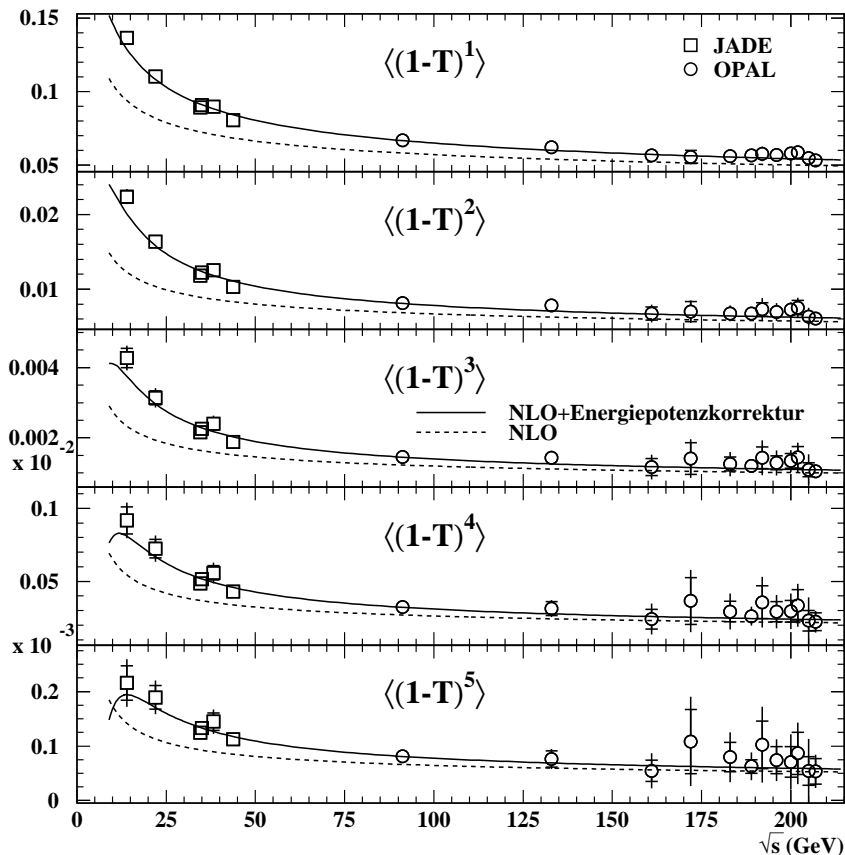 0.15
⟨(1-T)¹⟩
JADE
OPAL
0.1
0.05
⟨(1-T)²⟩
0.02
0.01
⟨(1-T)³⟩
0.004
NLO+Energiepotenzkorrektur
NLO
0.002
x 10⁻²
⟨(1-T)⁴⟩
0.1
0.05
x 10⁻³
⟨(1-T)⁵⟩
0.2
0.1
0
0 25 50 75 100 125 150 175 200
√s (GeV)